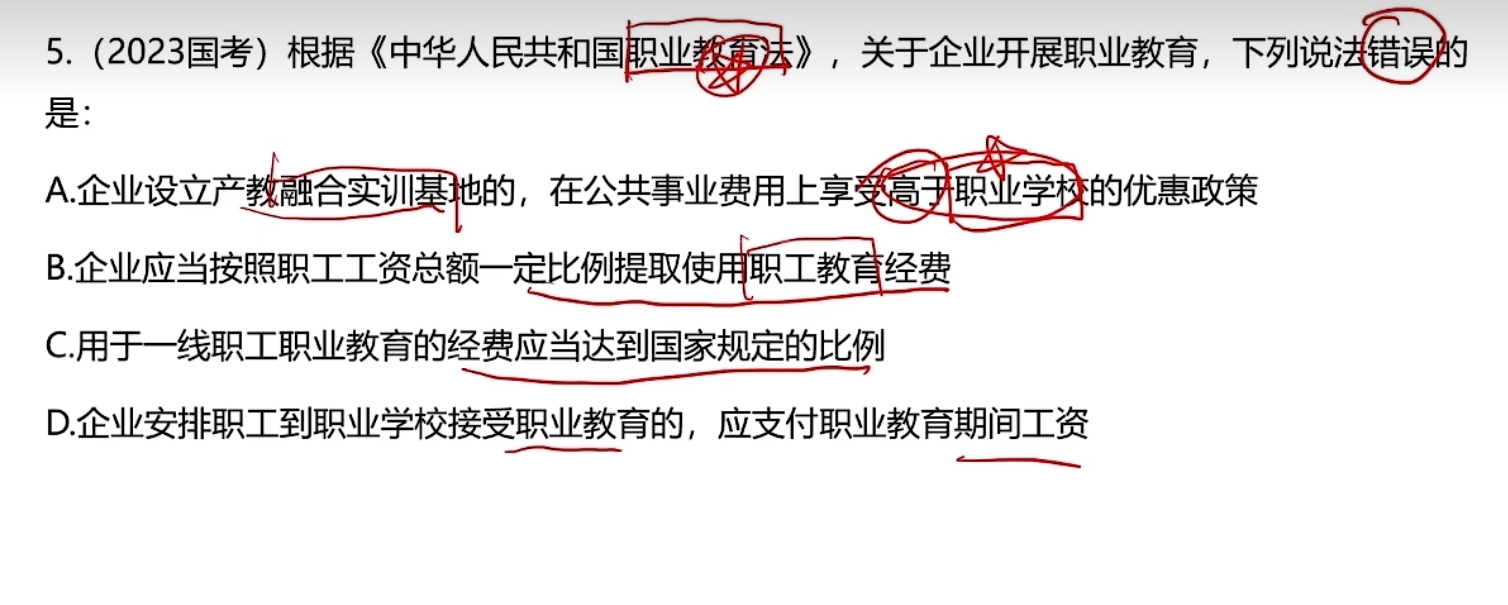 5.（2023国考）根据《中华人民共和国职业教育法》，关于企业开展职业教育，下列说法错误的
是：
A.企业设立产教融合实训基地的，在公共事业费用上享受高于职业学校的优惠政策
B.企业应当按照职工工资总额一定比例提取使用职工教育经费
C.用于一线职工职业教育的经费应当达到国家规定的比例
D.企业安排职工到职业学校接受职业教育的，应支付职业教育期间工资